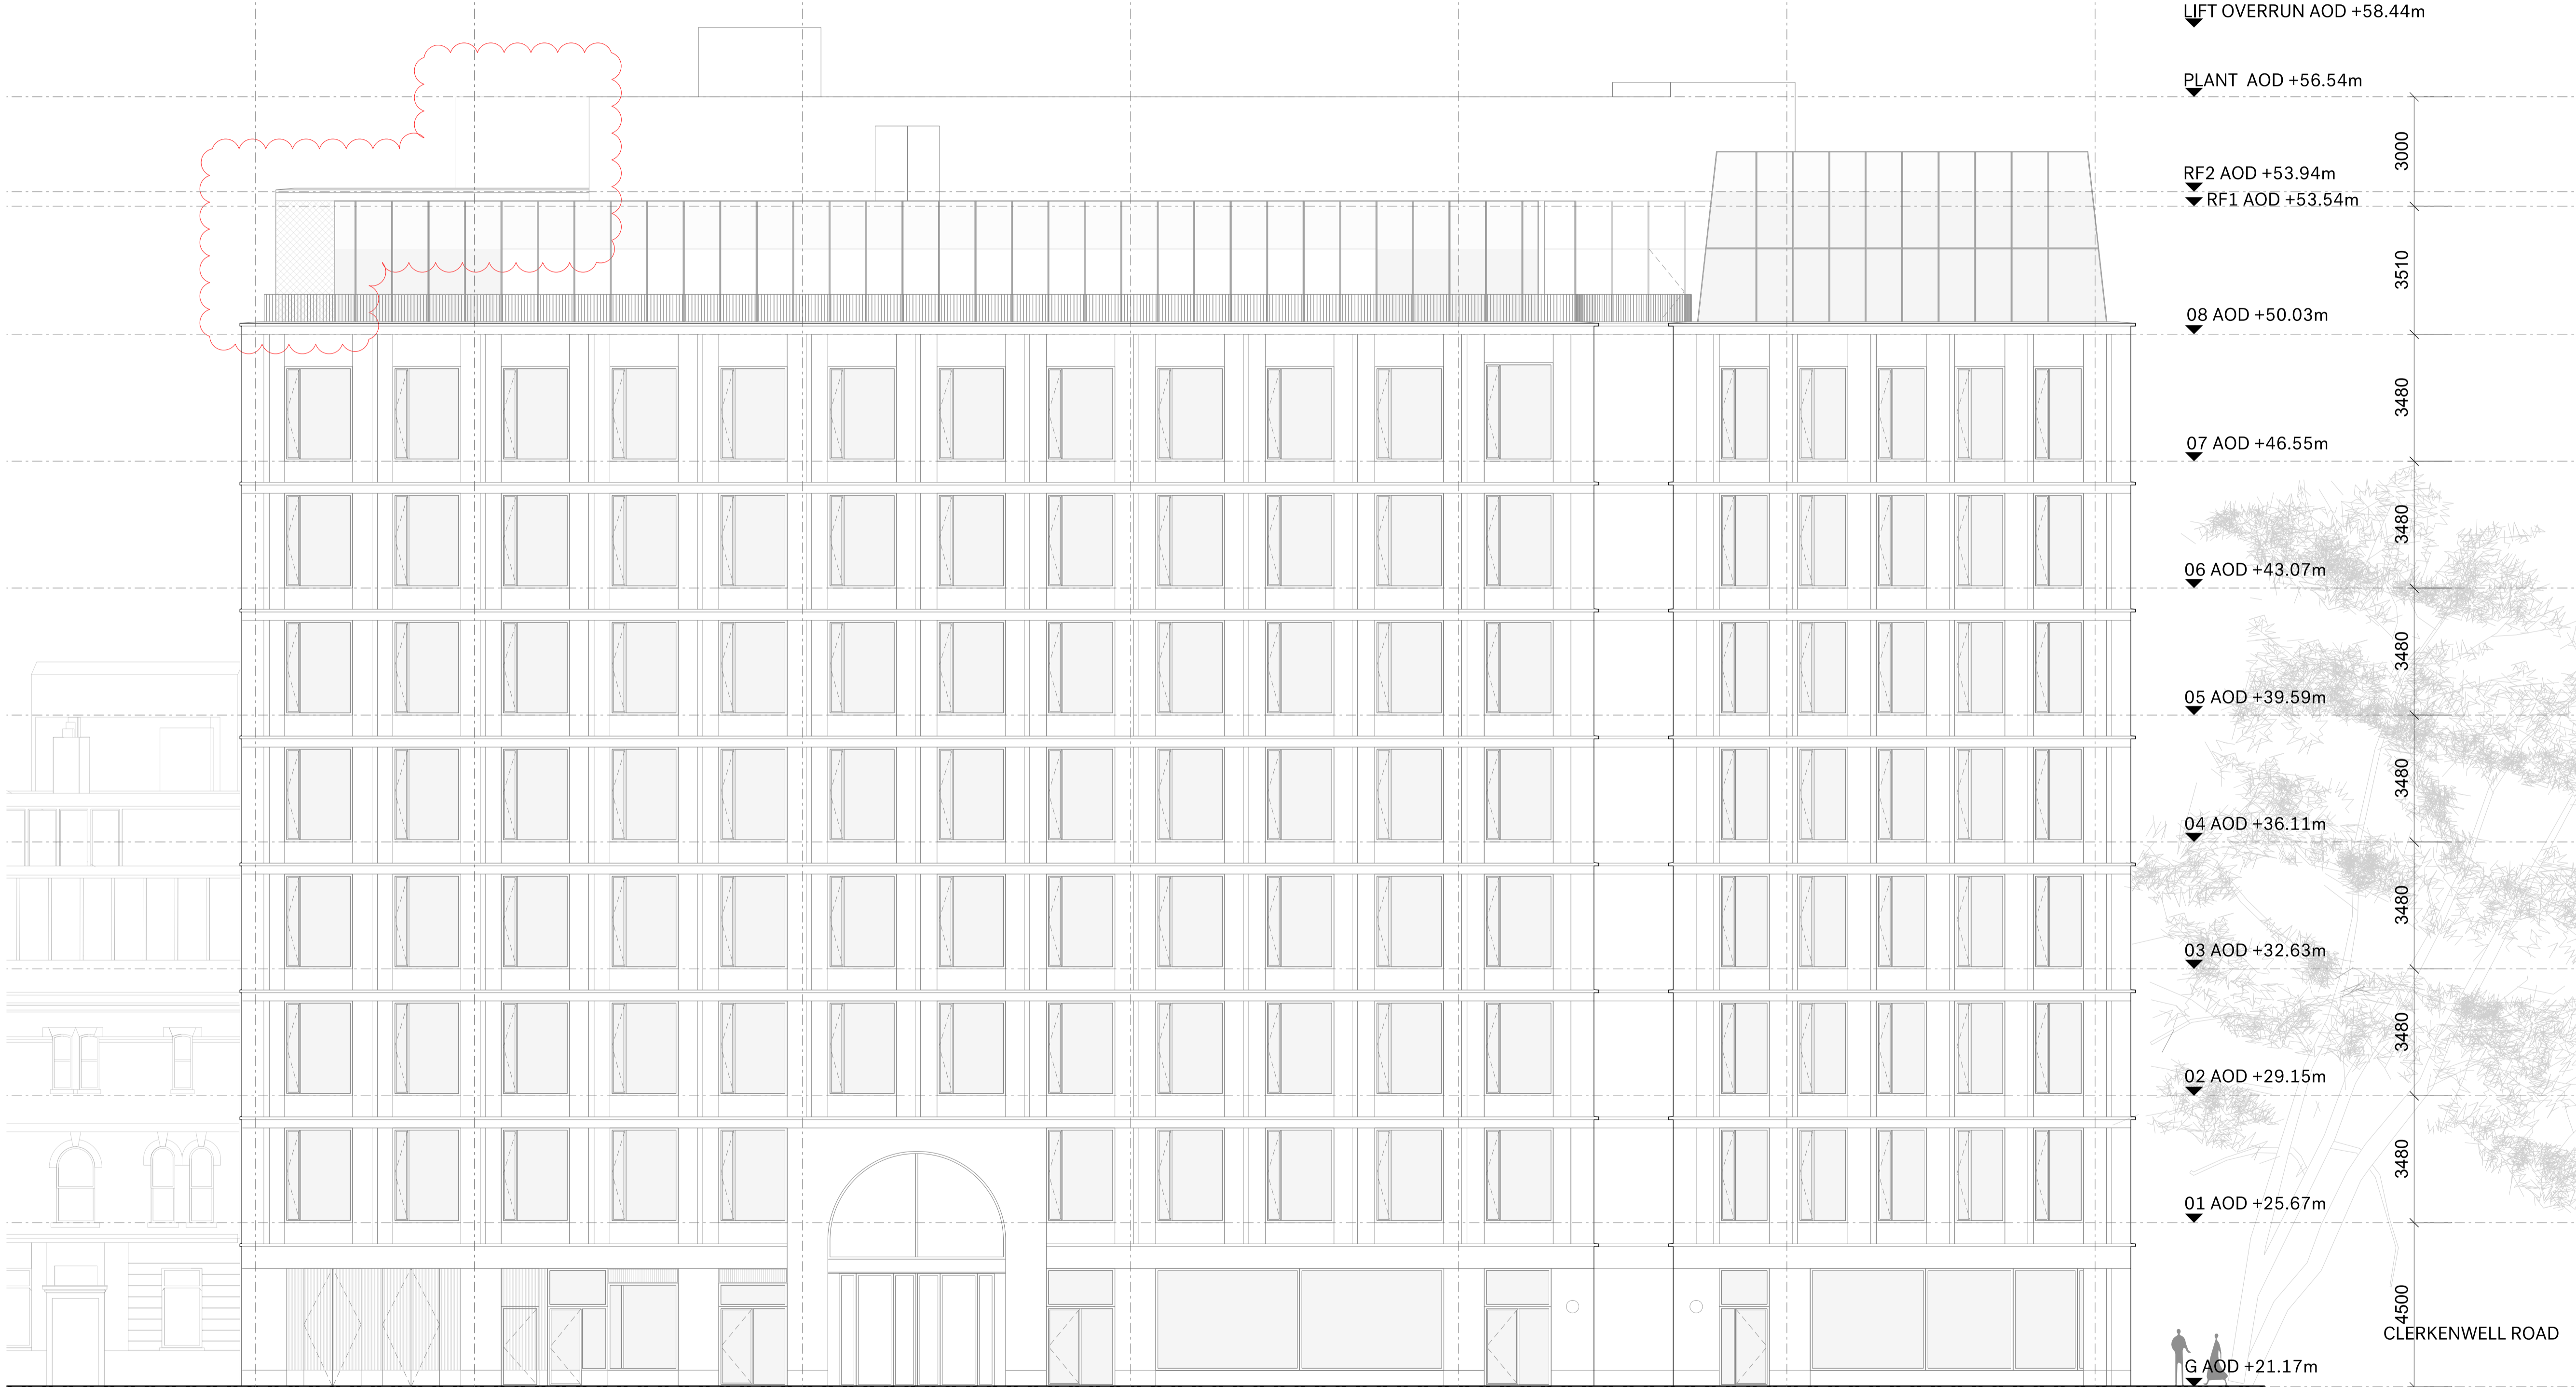 LIFT OVERRUN AOD +58.44m
PLANT  AOD +56.54m
3000
RF2 AOD +53.94m
RF1 AOD +53.54m
3510
08 AOD +50.03m
3480
07 AOD +46.55m
3480
06 AOD +43.07m
3480
05 AOD +39.59m
3480
04 AOD +36.11m
3480
03 AOD +32.63m
3480
02 AOD +29.15m
3480
01 AOD +25.67m
4500
CLERKENWELL ROAD
G AOD +21.17m